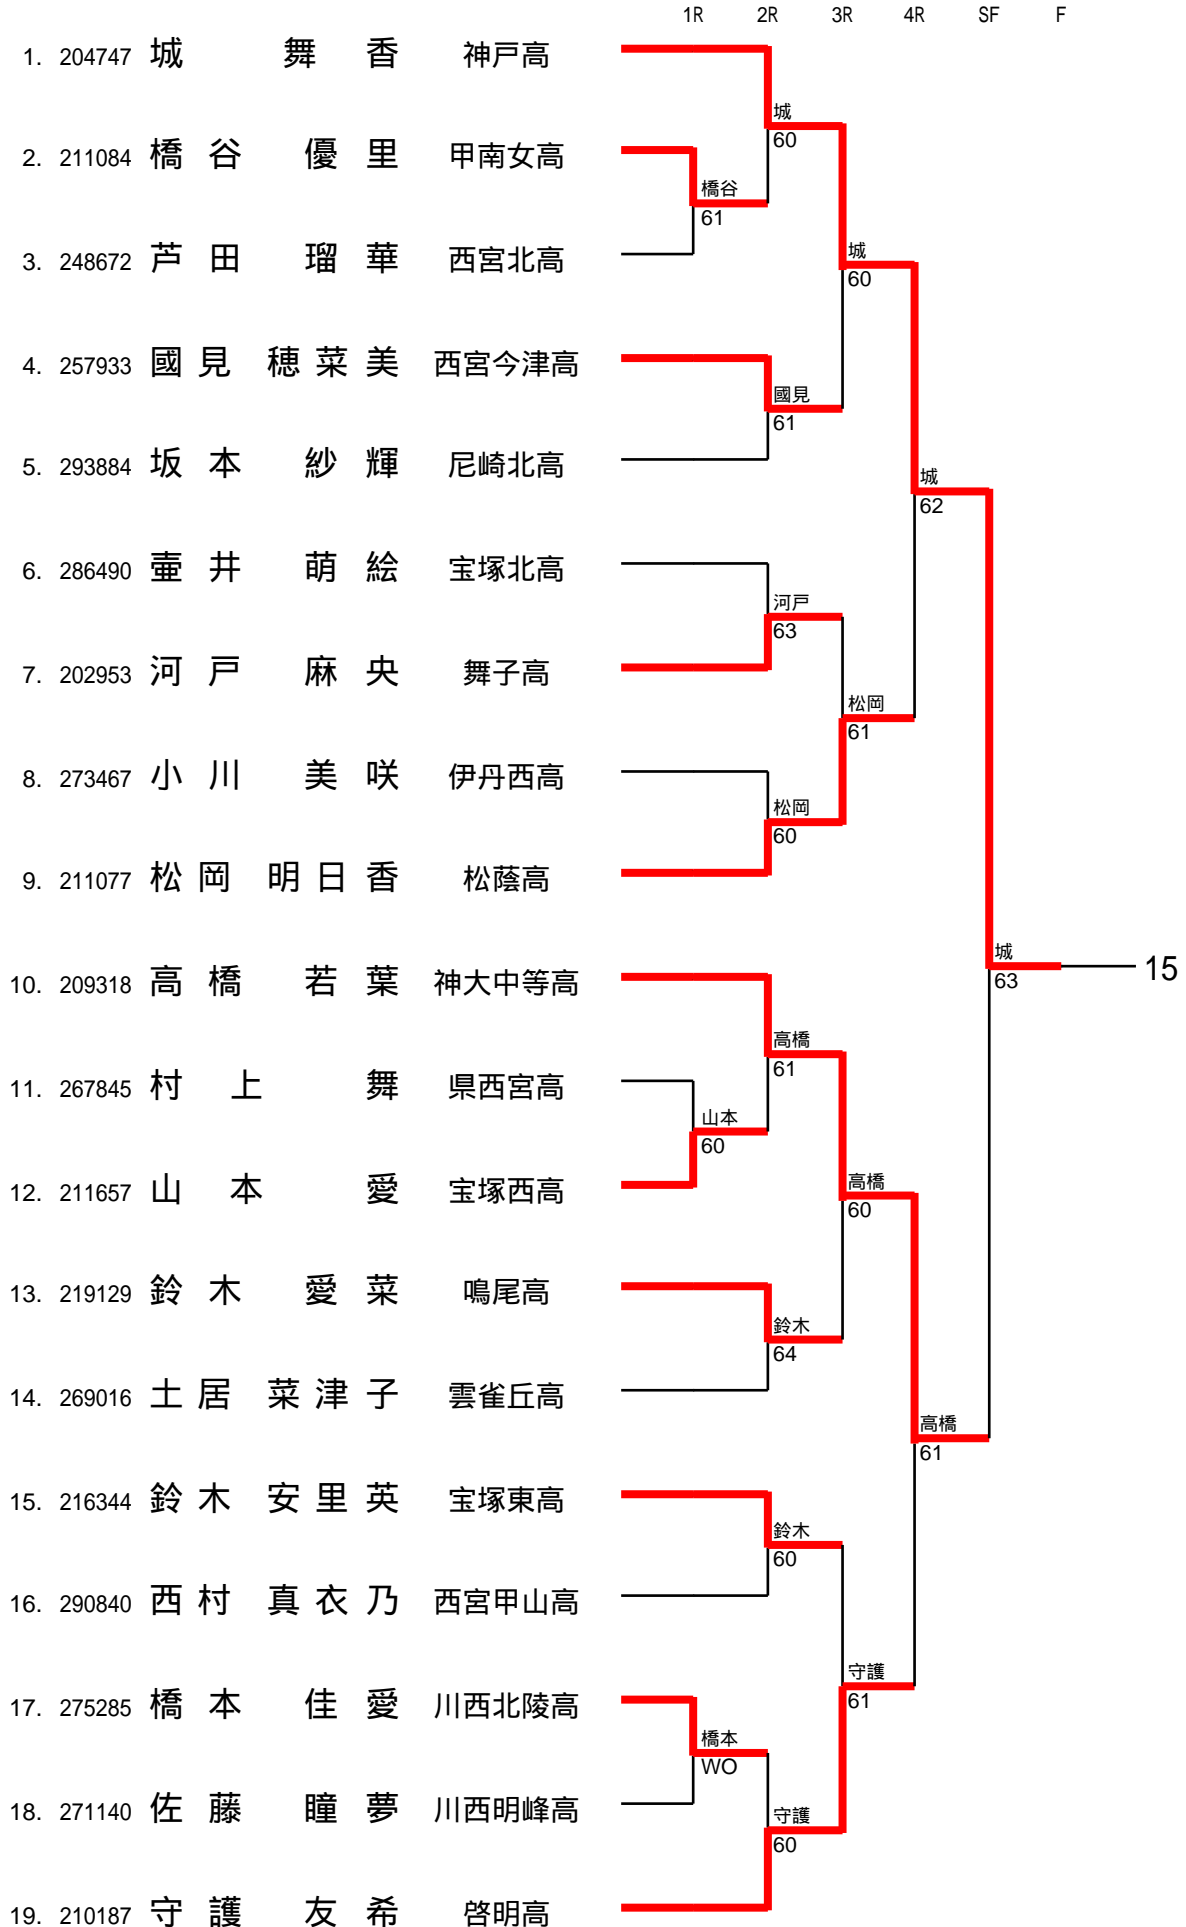 1R 2R 3R 4R SF F
1. 204747 城 舞 香 神戸高
城
60
2. 211084 橋 谷 優 里 甲南女高
橋谷
61
3. 248672 芦 田 瑠 華 西宮北高
城
60
4. 257933 國 見 穂 菜 美 西宮今津高
國見
61
5. 293884 坂 本 紗 輝 尼崎北高
城
62
6. 286490 壷 井 萌 絵 宝塚北高
河戸
63
7. 202953 河 戸 麻 央 舞子高
松岡
61
8. 273467 小 川 美 咲 伊丹西高
松岡
60
9. 211077 松 岡 明 日 香 松蔭高
城
63
15
10. 209318 高 橋 若 葉 神大中等高
高橋
61
11. 267845 村 上 舞 県西宮高
山本
60
12. 211657 山 本 愛 宝塚西高
高橋
60
13. 219129 鈴 木 愛 菜 鳴尾高
鈴木
64
14. 269016 土 居 菜 津 子 雲雀丘高
高橋
61
15. 216344 鈴 木 安 里 英 宝塚東高
鈴木
60
16. 290840 西 村 真 衣 乃 西宮甲山高
守護
61
17. 275285 橋 本 佳 愛 川西北陵高
橋本
WO
18. 271140 佐 藤 瞳 夢 川西明峰高
守護
60
19. 210187 守 護 友 希 啓明高